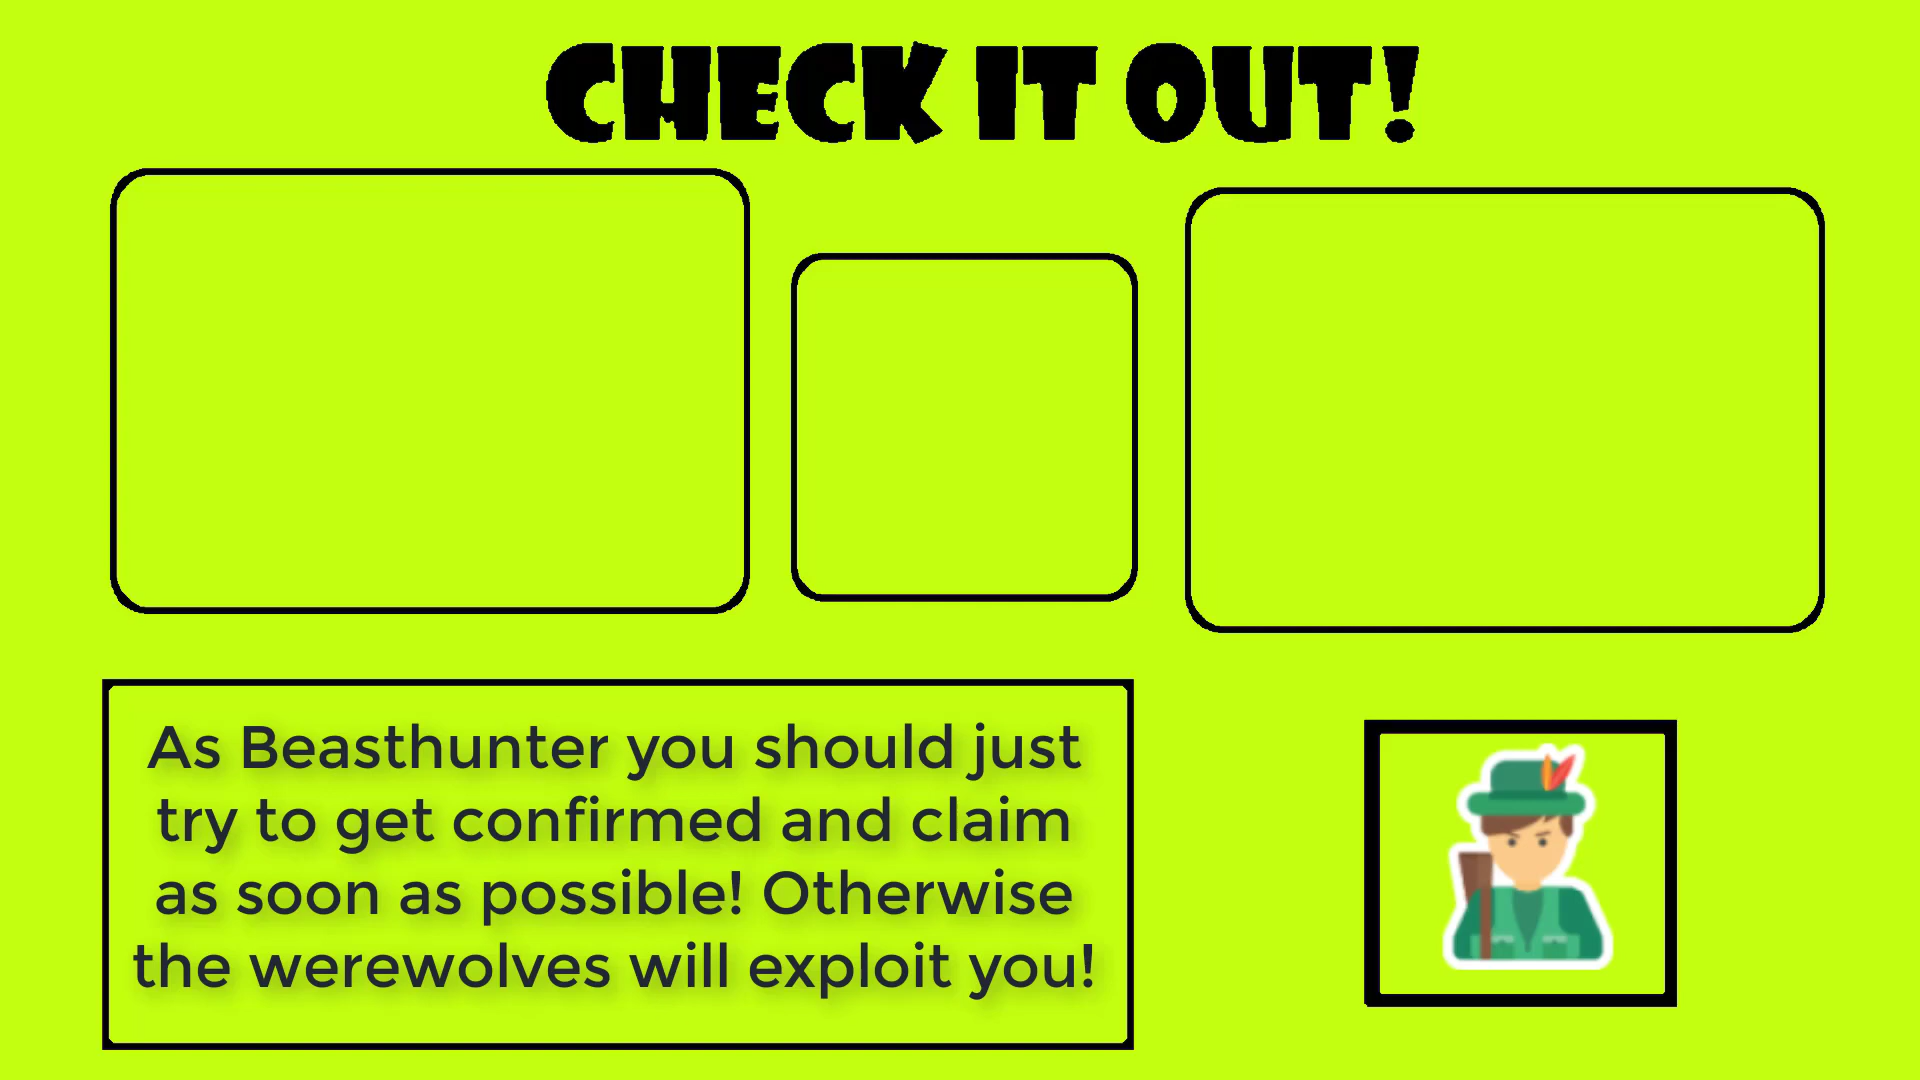 CHECK IT OUT!
As Beasthunter you should just
try to get confirmed and claim
as soon as possible! Otherwise
the werewolves will exploit you!